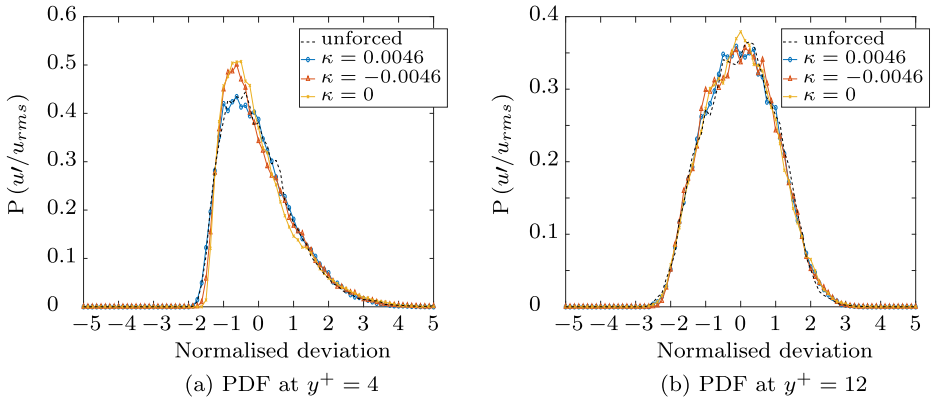 0.6
0.5
0.4
0.3
0.2
0.1
0
−5 −4 −3 −2 −1 0 1 2 3 4 5
P (u′/u_rms)
Normalised deviation
unforced
κ = 0.0046
κ = −0.0046
κ = 0
(a) PDF at y⁺ = 4
0.4
0.3
0.2
0.1
0
−5 −4 −3 −2 −1 0 1 2 3 4 5
P (u′/u_rms)
Normalised deviation
unforced
κ = 0.0046
κ = −0.0046
κ = 0
(b) PDF at y⁺ = 12